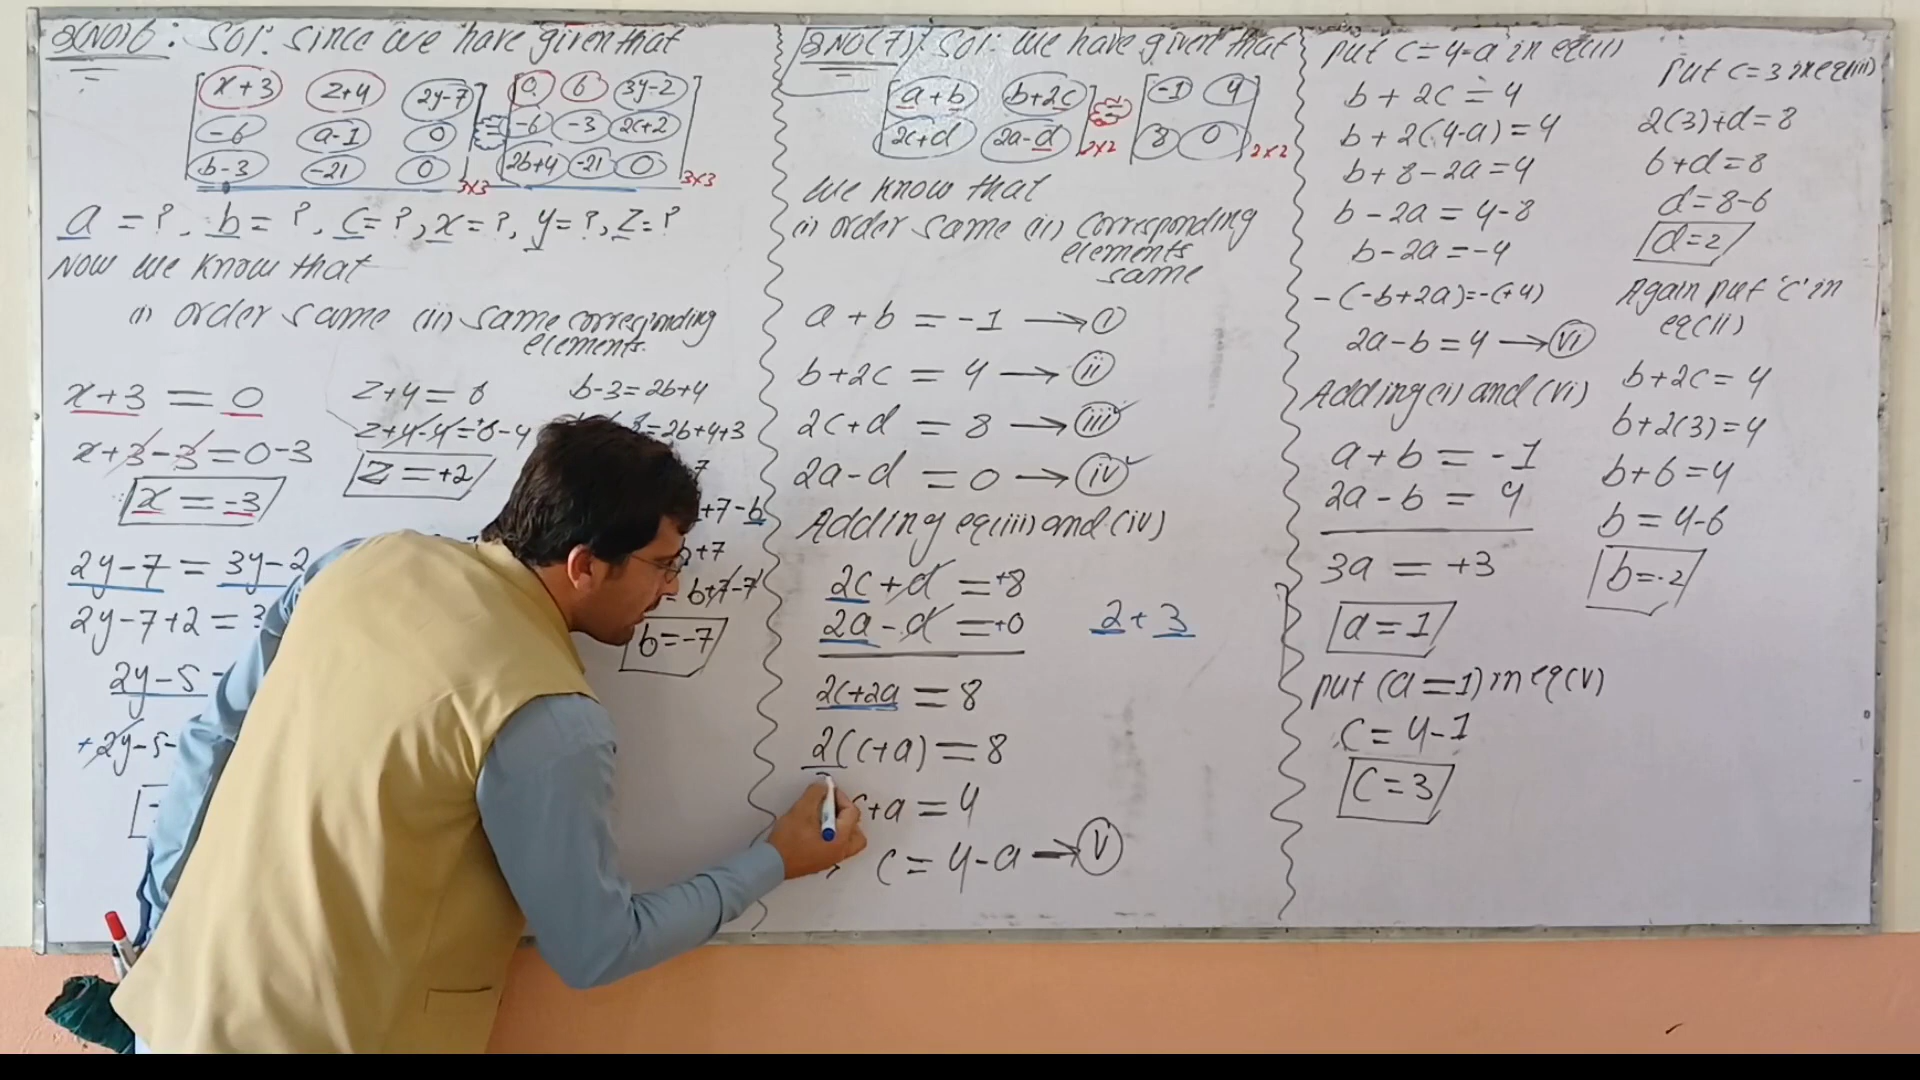 Q(NO)6: Sol: Since we have given that
x+3 z+4 2y-7 = 0 6 3y-2
-6 a-1 0 -6 -3 2c+2
b-3 -21 0 3x3 2b+4 -21 0 3x3
a = ?, b = ?, c = ?, x = ?, y = ?, z = ?
Now we know that
(i) order same (ii) same corresponding
elements.
x+3 = 0
x+3-3=0-3
x = -3
2y-7 = 3y-2
2y-7+2 =
2y-5
+2y-5-
z+4 = 6
z+4-4=6-4
z = +2
b-3 = 2b+4
=2b+4+3
+7-b
+7
= b+7-7
b=-7
Q NO(7) Sol: we have given that
a+b b+2c = -1 4
2c+d 2a-d 2x2 8 0 2x2
we know that
(i) order same (ii) corresponding
elements
same
a+b = -1 → (i)
b+2c = 4 → (ii)
2c+d = 8 → (iii)
2a-d = 0 → (iv)
Adding eq(iii) and (iv)
2c+d = +8
2a-d = +0
2+3
2c+2a = 8
2(c+a) = 8
c+a = 4
c = 4-a → (v)
put c = 4-a in eq(ii)
b + 2c = 4
b + 2(4-a) = 4
b + 8 - 2a = 4
b - 2a = 4-8
b - 2a = -4
-(-b+2a) = -(+4)
2a-b = 4 → (vi)
Adding (i) and (vi)
a+b = -1
2a-b = 4
3a = +3
a = 1
put (a=1) in eq(v)
c = 4-1
c = 3
put c = 3 in eq(iii)
2(3)+d=8
6+d=8
d=8-6
d=2
Again put 'c' in
eq(ii)
b+2c = 4
b+2(3)=4
b+6=4
b = 4-6
b=-2